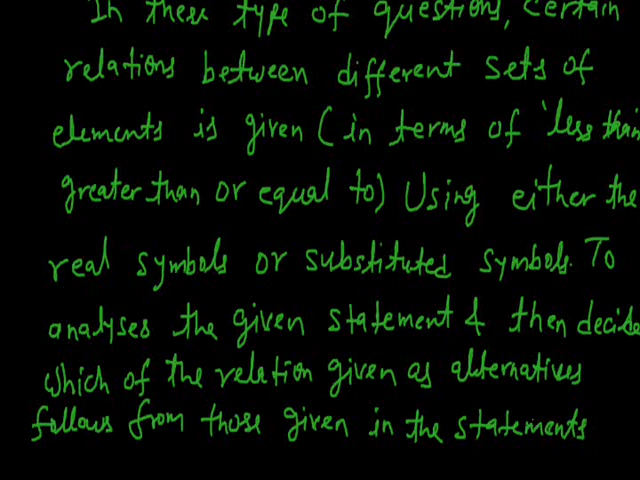 In these type of questions, certain
relations between different sets of
elements is given (in terms of 'less than
greater than or equal to) Using either the
real symbols or substituted symbols. To
analyses the given statement & then decide
which of the relation given as alternatives
follows from those given in the statements